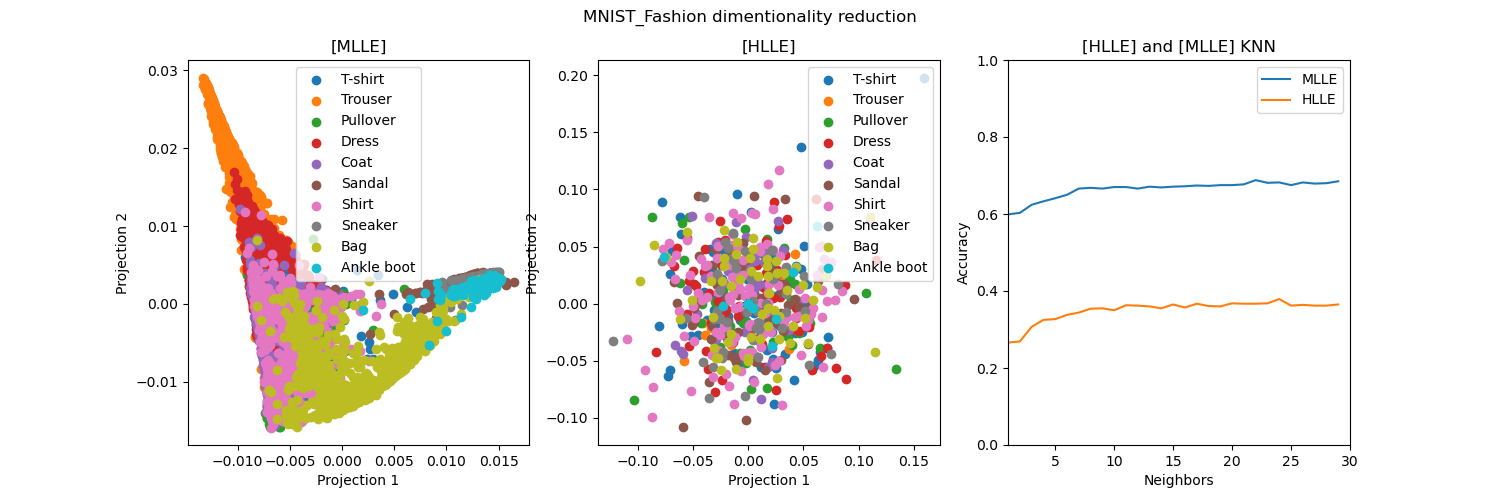 MNIST_Fashion dimentionality reduction
[MLLE]
T-shirt
Trouser
Pullover
Dress
Coat
Sandal
Shirt
Sneaker
Bag
Ankle boot
0.03
0.02
0.01
0.00
−0.01
Projection 2
−0.010
−0.005
0.000
0.005
0.010
0.015
Projection 1
[HLLE]
T-shirt
Trouser
Pullover
Dress
Coat
Sandal
Shirt
Sneaker
Bag
Ankle boot
0.20
0.15
0.10
0.05
0.00
−0.05
−0.10
Projection 2
−0.10
−0.05
0.00
0.05
0.10
0.15
Projection 1
[HLLE] and [MLLE] KNN
MLLE
HLLE
1.0
0.8
0.6
0.4
0.2
0.0
Accuracy
5
10
15
20
25
30
Neighbors